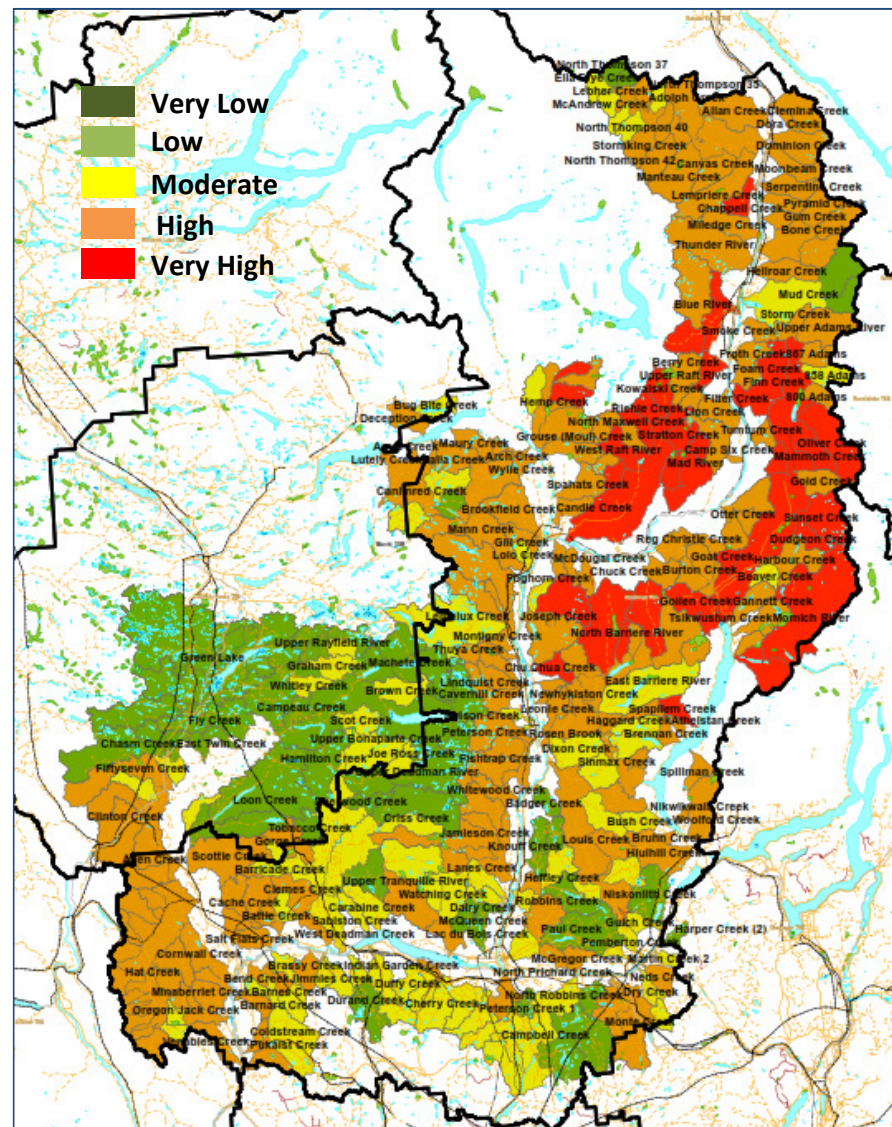 Very Low
Low
Moderate
High
Very High
North Thompson 37
Lebher Creek
Adolph Creek
McAndrew Creek
Allan Creek
Clemina Creek
Dora Creek
North Thompson 40
Stormking Creek
Dominion Creek
North Thompson 42
Canvas Creek
Moonbeam Creek
Manteau Creek
Serpentine Creek
Lempriere Creek
Chappell Creek
Pyramid Creek
Miledge Creek
Gum Creek
Bone Creek
Thunder River
Hellroar Creek
Mud Creek
Blue River
Storm Creek
Smoke Creek
Upper Adams River
Berry Creek
Froth Creek
867 Adams
Upper Raft River
Foam Creek
858 Adams
Kowalski Creek
Finn Creek
Hemp Creek
Filter Creek
800 Adams
Bug Bite Creek
Richie Creek
Lion Creek
Deception Creek
North Maxwell Creek
Tumtum Creek
Grouse (Moul) Creek
Stratton Creek
Oliver Creek
Maury Creek
West Raft River
Camp Six Creek
Mammoth Creek
Arch Creek
Mad River
Wylie Creek
Spahats Creek
Gold Creek
Canimred Creek
Brookfield Creek
Candle Creek
Otter Creek
Sunset Creek
Mann Creek
Reg Christie Creek
Dudgeon Creek
Gill Creek
Lolo Creek
McDougal Creek
Goat Creek
Harbour Creek
Chuck Creek
Burton Creek
Beaver Creek
Foghorn Creek
Gollen Creek
Gannett Creek
Lemieux Creek
Joseph Creek
Tsikwustum Creek
Momich River
Montigny Creek
North Barriere River
Upper Rayfield River
Thuya Creek
Green Lake
Graham Creek
Machete Creek
Chu Chua Creek
Whitley Creek
Lindquist Creek
East Barriere River
Brown Creek
Caverhill Creek
Newhykiston Creek
Campeau Creek
Leonie Creek
Spapilem Creek
Fly Creek
Scot Creek
Haggard Creek
Athelstan Creek
Peterson Creek
Rosen Brook
Brennan Creek
Chasm Creek
East Twin Creek
Upper Bonaparte Creek
Dixon Creek
Joe Ross Creek
Fishtrap Creek
Sinmax Creek
Fiftyseven Creek
Hamilton Creek
Upper Deadman River
Spillman Creek
Whitewood Creek
Loon Creek
Badger Creek
Nikwikwaia Creek
Clinton Creek
Criss Creek
Bush Creek
Woolford Creek
Tobacco Creek
Jamieson Creek
Louis Creek
Bruhn Creek
Knouff Creek
Hlulhill Creek
Allen Creek
Scottie Creek
Barricade Creek
Lanes Creek
Heffley Creek
Upper Tranquille River
Clemes Creek
Watching Creek
Niskonlith Creek
Cache Creek
Carabine Creek
Dairy Creek
Robbins Creek
Battle Creek
Sabiston Creek
McQueen Creek
Guich Creek
West Deadman Creek
Lac du Bois Creek
Paul Creek
Salt Flats Creek
Pemberton Creek
Harper Creek (2)
Cornwall Creek
McGregor Creek
Martin Creek 2
Brassy Creek
Indian Garden Creek
North Prichard Creek
Hat Creek
Bend Creek
Jimmies Creek
Neds Creek
Duffy Creek
Dry Creek
Minaberriet Creek
Barnes Creek
Durand Creek
North Robbins Creek
Oregon Jack Creek
Barnard Creek
Cherry Creek
Peterson Creek 1
Monte Creek
Coldstream Creek
Campbell Creek
Venables Creek
Pukaist Creek